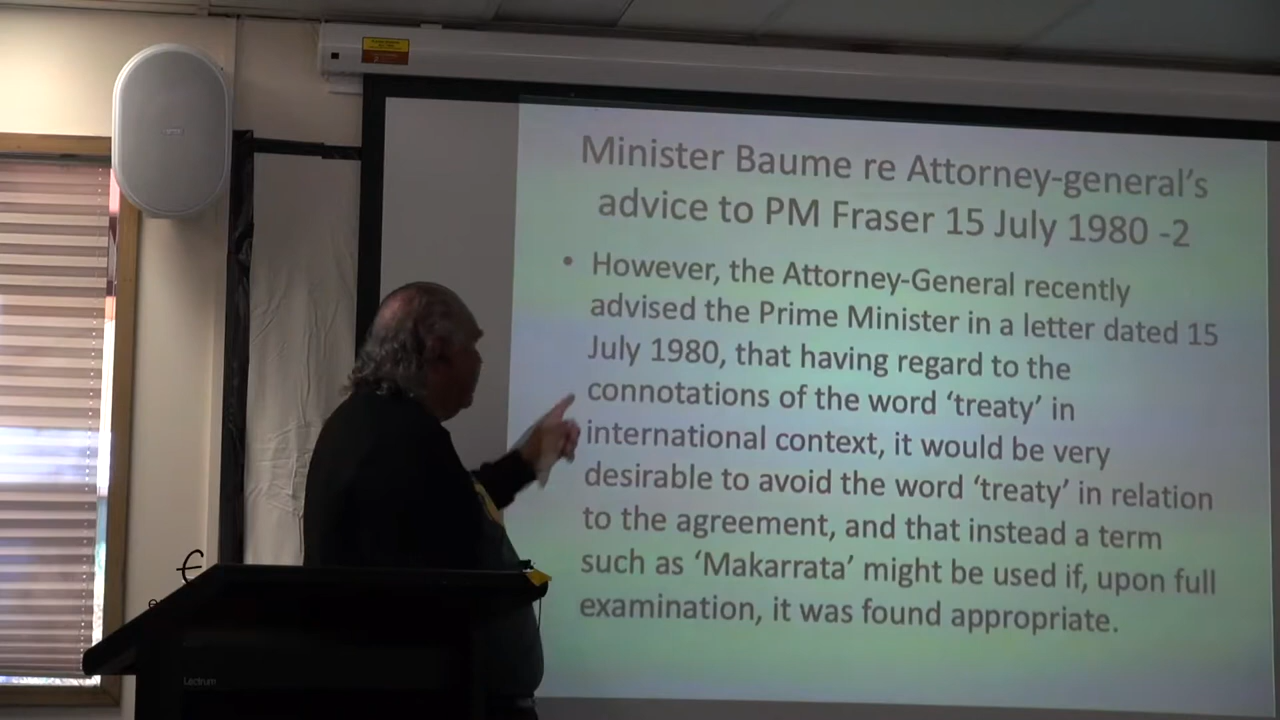 Minister Baume re Attorney-general's
advice to PM Fraser 15 July 1980 -2
• However, the Attorney-General recently
advised the Prime Minister in a letter dated 15
July 1980, that having regard to the
connotations of the word ‘treaty’ in
international context, it would be very
desirable to avoid the word ‘treaty’ in relation
to the agreement, and that instead a term
such as ‘Makarrata’ might be used if, upon full
examination, it was found appropriate.
Lectrum